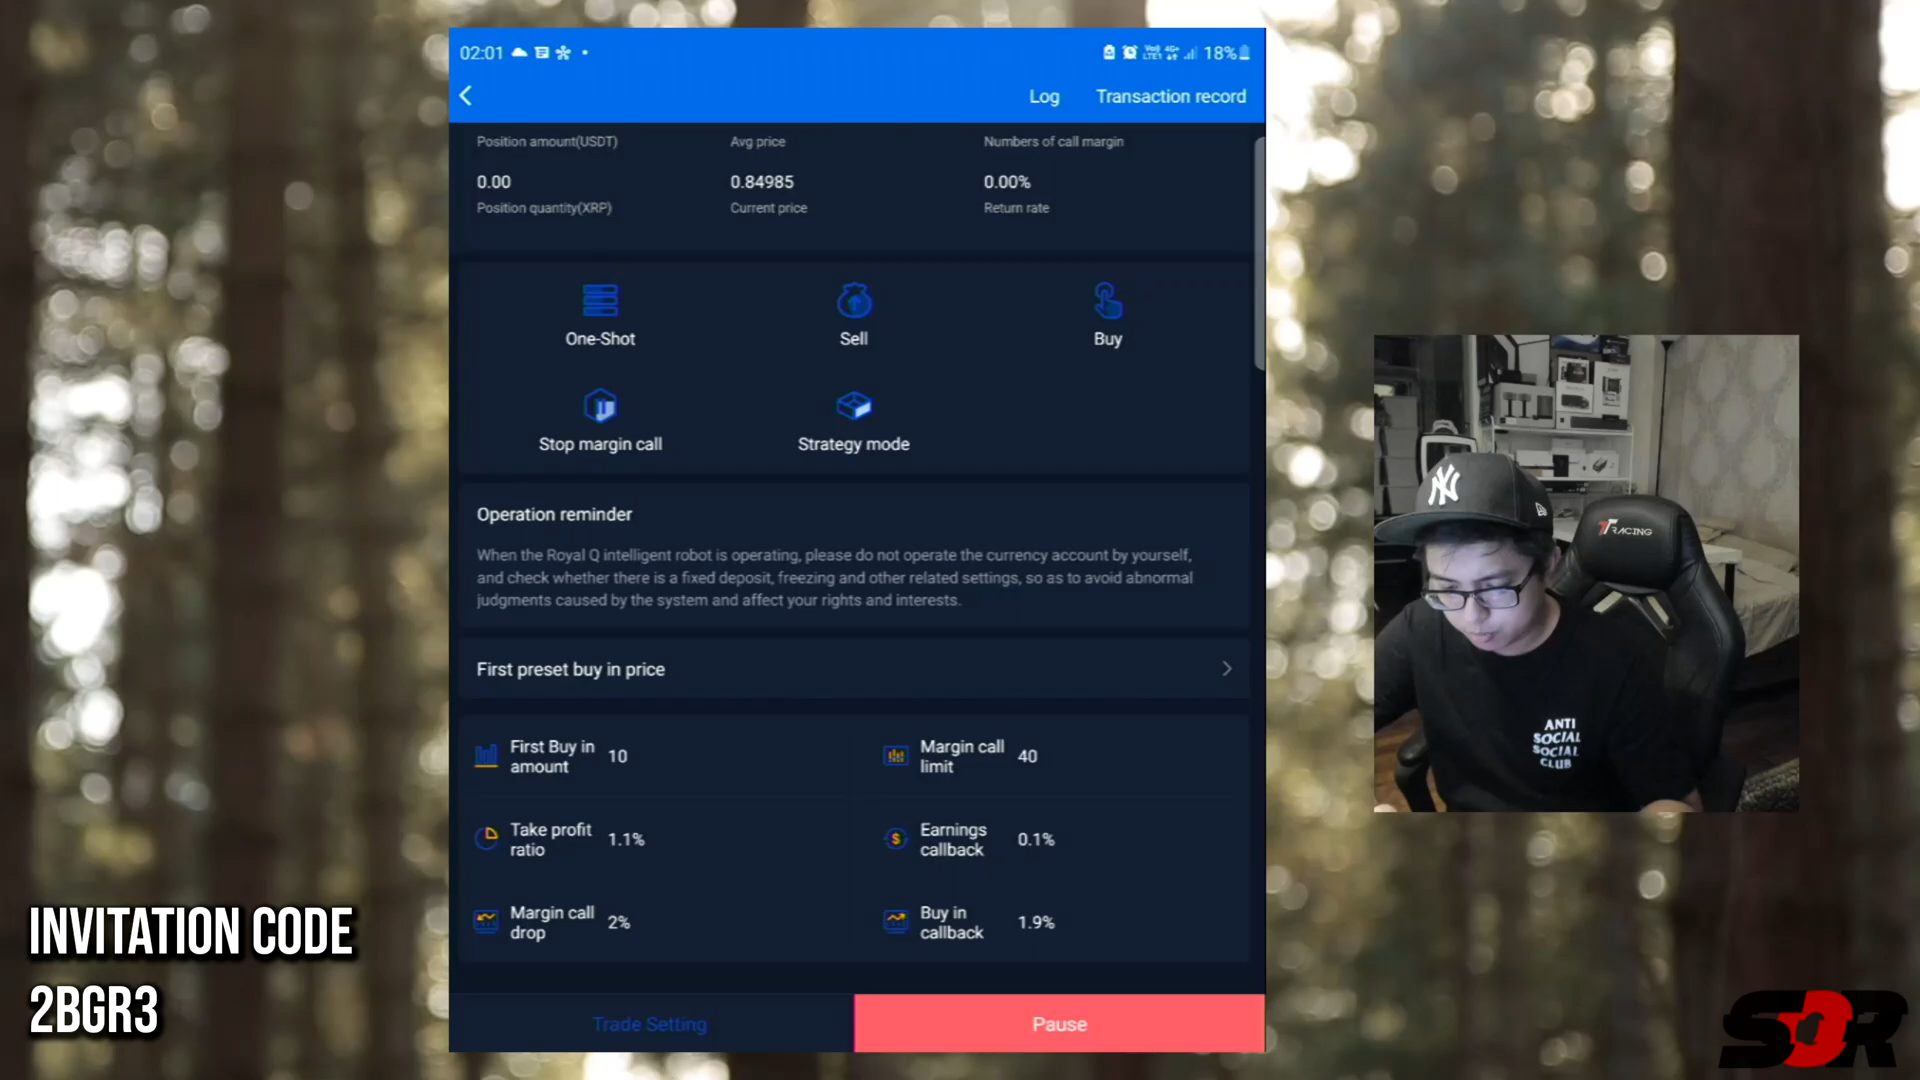 02:01
18%
Log Transaction record
Position amount(USDT) Avg price Numbers of call margin
0.00 0.84985 0.00%
Position quantity(XRP) Current price Return rate
One-Shot Sell Buy
Stop margin call Strategy mode
Operation reminder
When the Royal Q intelligent robot is operating, please do not operate the currency account by yourself,
and check whether there is a fixed deposit, freezing and other related settings, so as to avoid abnormal
judgments caused by the system and affect your rights and interests.
First preset buy in price
First Buy in amount 10 Margin call limit 40
Take profit ratio 1.1% Earnings callback 0.1%
Margin call drop 2% Buy in callback 1.9%
Trade Setting Pause
INVITATION CODE
2BGR3
NY
RACING
ANTI
SOCIAL
SOCIAL
CLUB